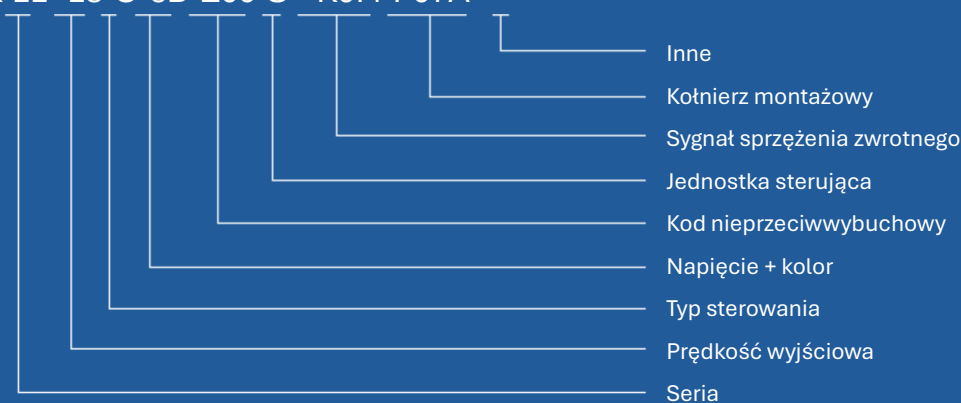 Inne
Kołnierz montażowy
Sygnał sprzężenia zwrotnego
Jednostka sterująca
Kod nieprzeciwwybuchowy
Napięcie + kolor
Typ sterowania
Prędkość wyjściowa
Seria